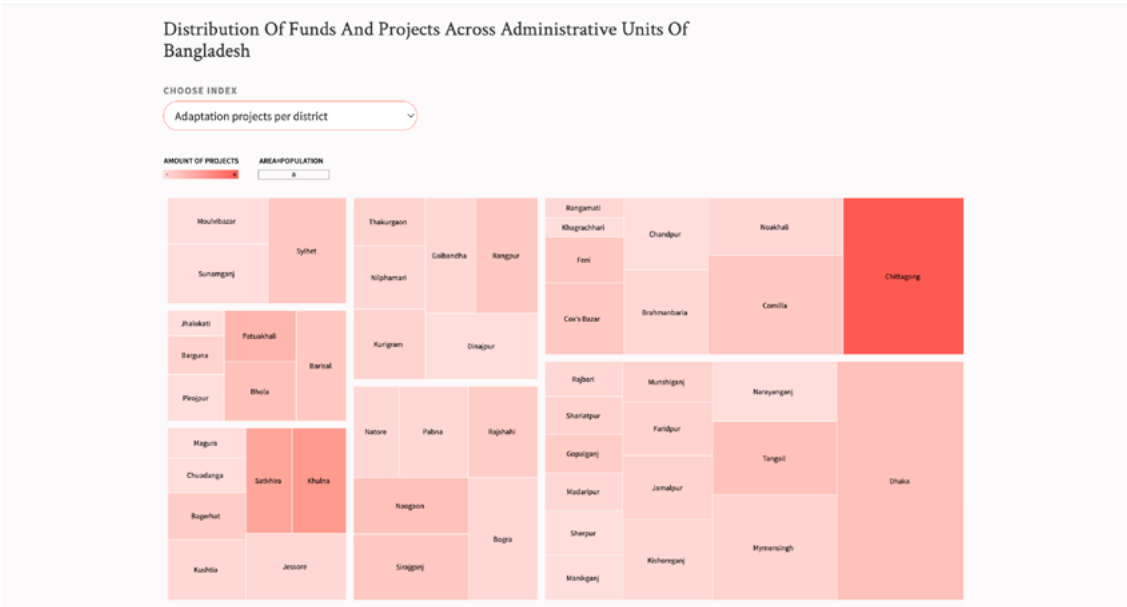 Distribution Of Funds And Projects Across Administrative Units Of
Bangladesh
CHOOSE INDEX
Adaptation projects per district
AMOUNT OF PROJECTS
AREA=POPULATION
a
Moulvibazar
Sylhet
Sunamganj
Jhalokati
Patuakhali
Barguna
Barisal
Bhola
Pirojpur
Magura
Chuadanga
Satkhira
Khulna
Bagerhat
Kushtia
Jessore
Thakurgaon
Gaibandha
Rangpur
Nilphamari
Kurigram
Dinajpur
Natore
Pabna
Rajshahi
Naogaon
Bogra
Sirajganj
Rangamati
Khagrachhari
Feni
Cox's Bazar
Chandpur
Brahmanbaria
Noakhali
Comilla
Chittagong
Rajbari
Shariatpur
Gopalganj
Madaripur
Sherpur
Manikganj
Munshiganj
Faridpur
Jamalpur
Kishoreganj
Narayanganj
Tangail
Mymensingh
Dhaka